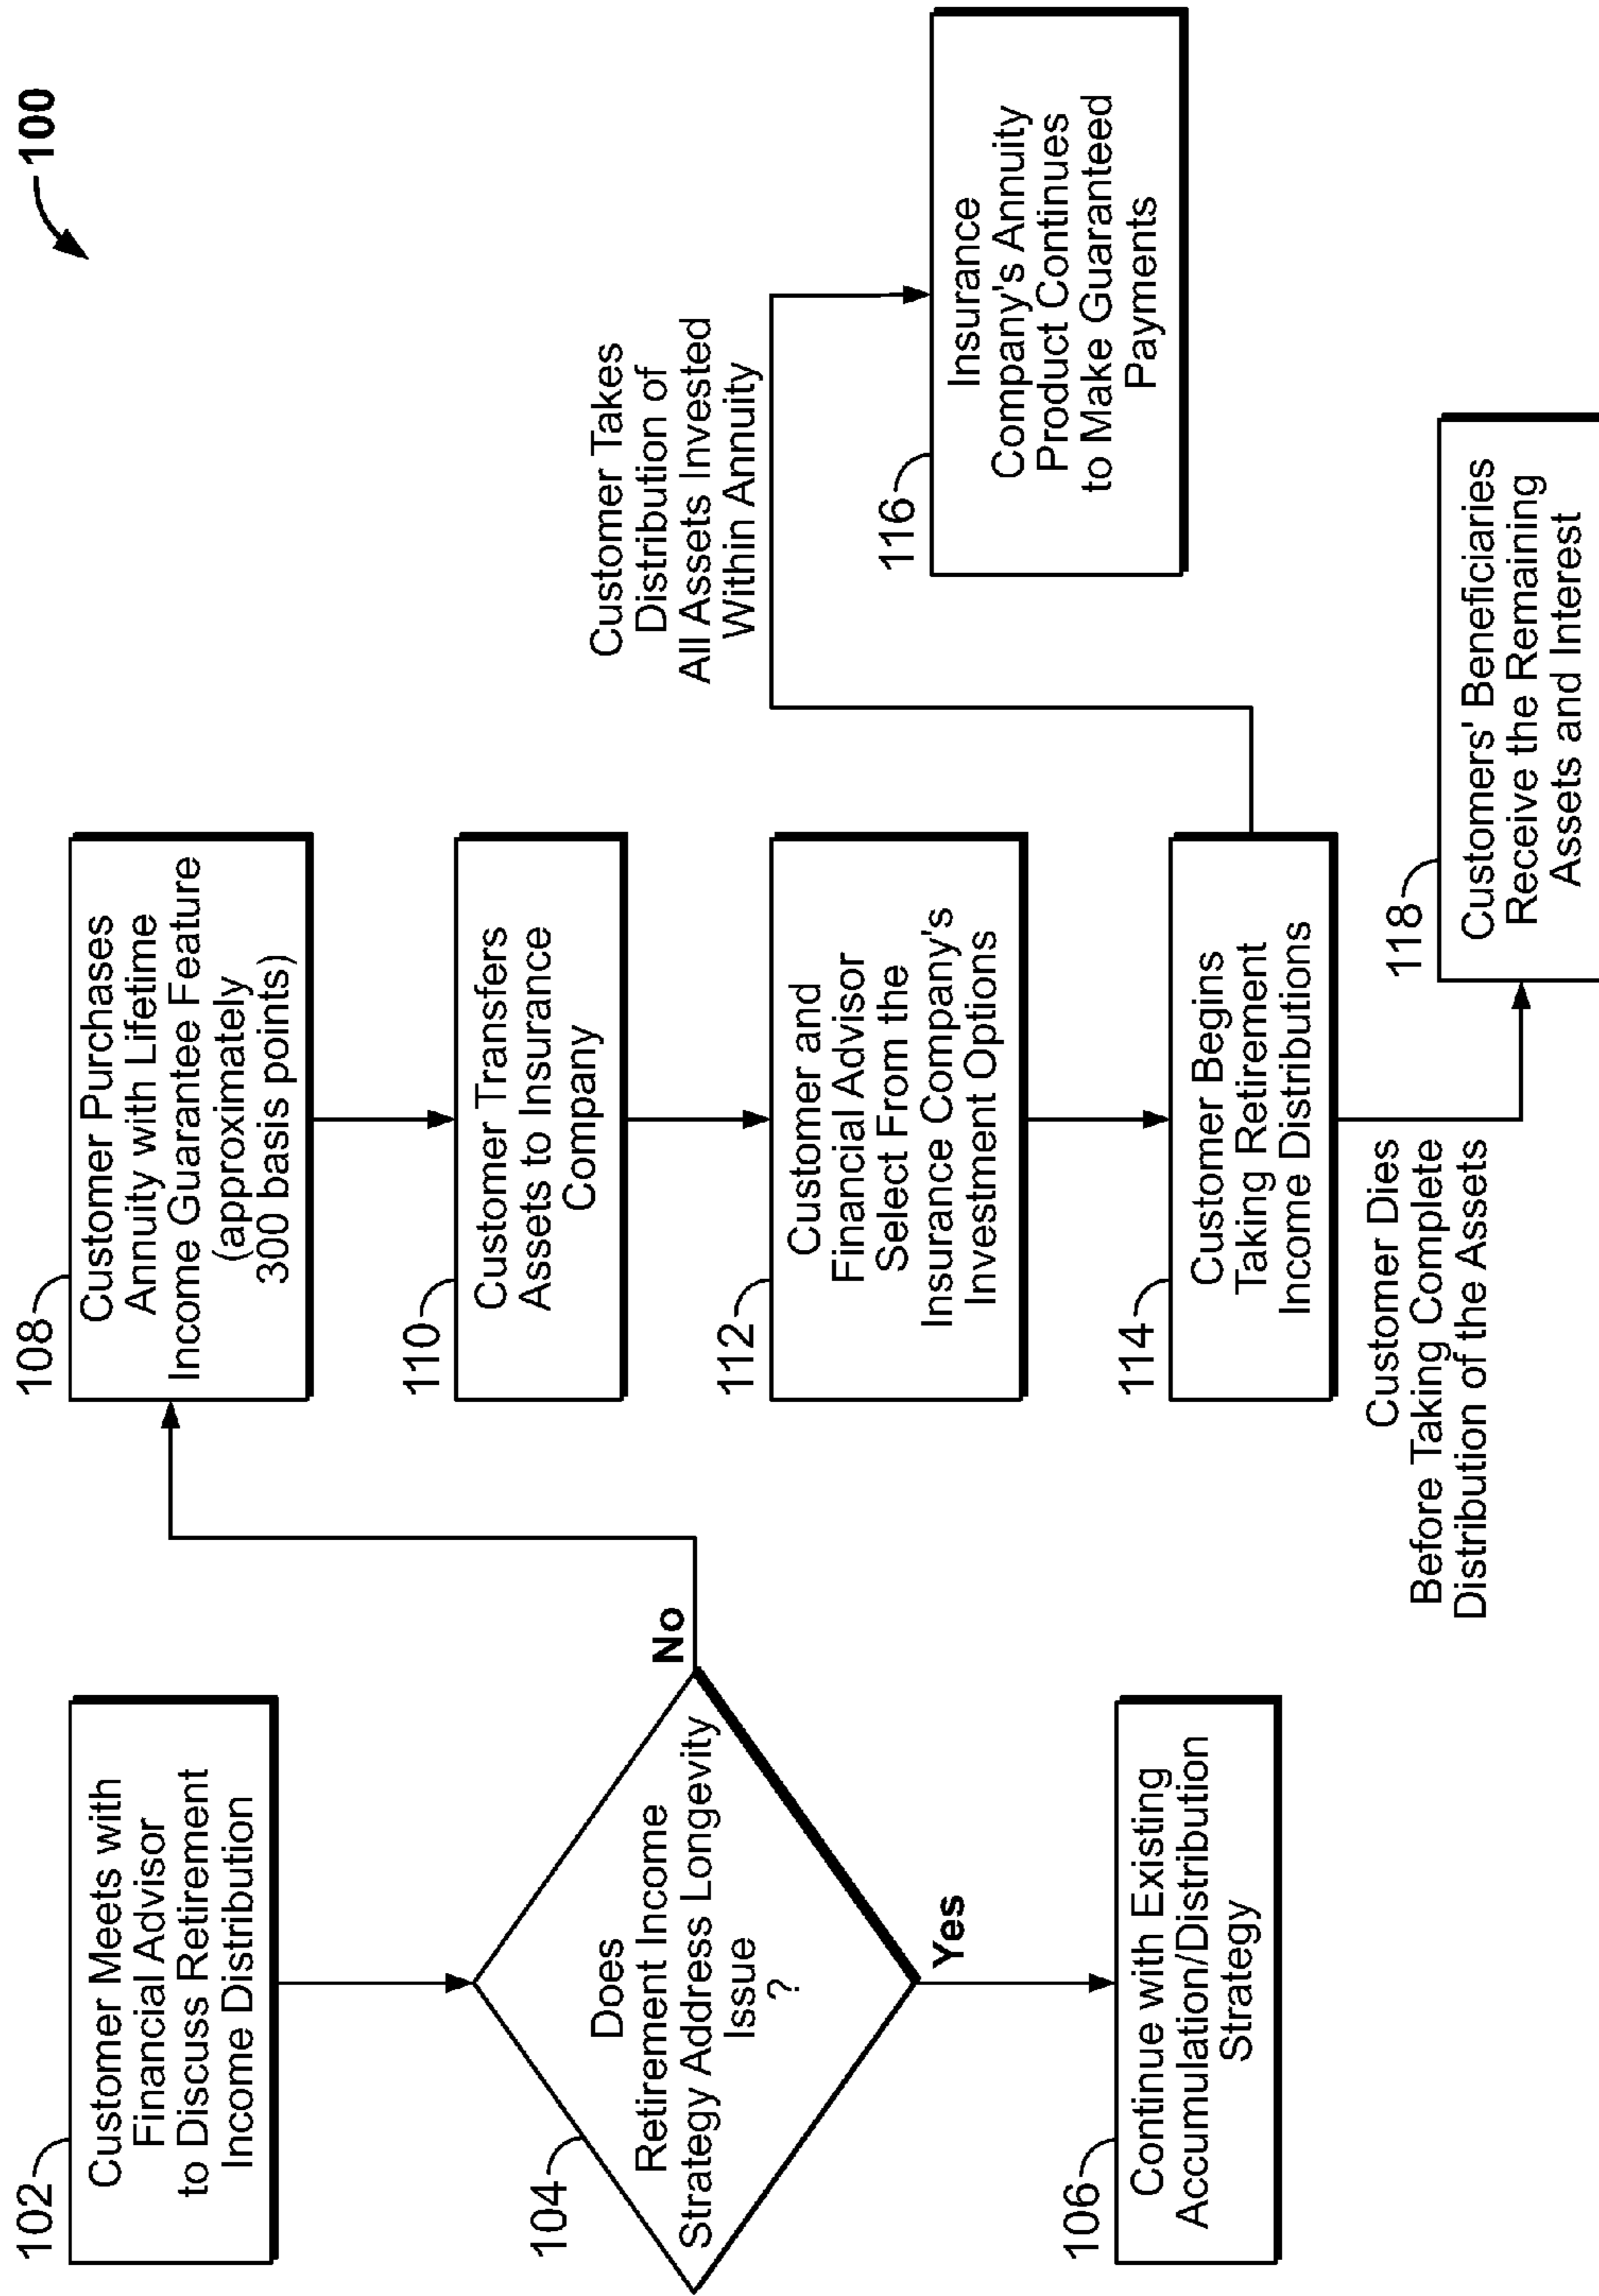 100
102
Customer Meets with
Financial Advisor
to Discuss Retirement
Income Distribution
104
Does
Retirement Income
Strategy Address Longevity
Issue
?
No
Yes
106
Continue with Existing
Accumulation/Distribution
Strategy
108
Customer Purchases
Annuity with Lifetime
Income Guarantee Feature
(approximately
300 basis points)
110
Customer Transfers
Assets to Insurance
Company
112
Customer and
Financial Advisor
Select From the
Insurance Company's
Investment Options
114
Customer Begins
Taking Retirement
Income Distributions
Customer Takes
Distribution of
All Assets Invested
Within Annuity
116
Insurance
Company's Annuity
Product Continues
to Make Guaranteed
Payments
Customer Dies
Before Taking Complete
Distribution of the Assets
118
Customers' Beneficiaries
Receive the Remaining
Assets and Interest